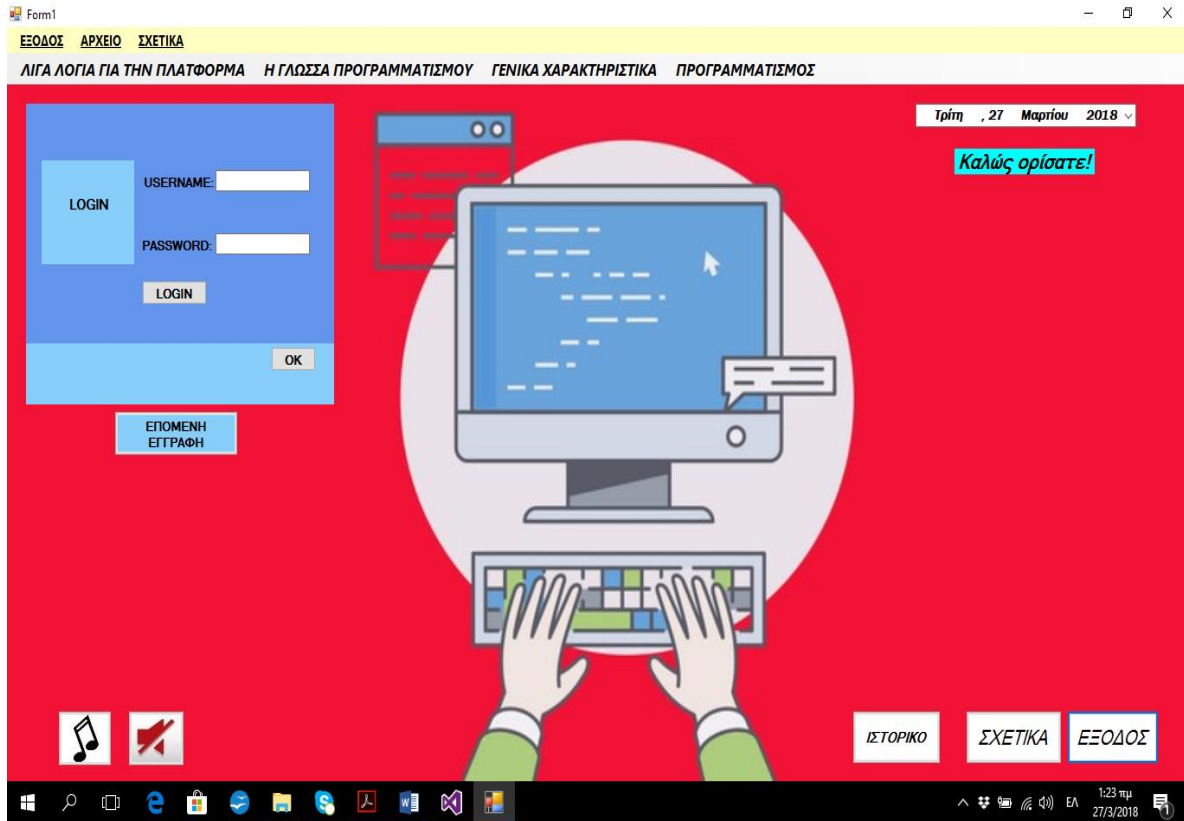 Form1
ΕΞΟΔΟΣ ΑΡΧΕΙΟ ΣΧΕΤΙΚΑ
ΛΙΓΑ ΛΟΓΙΑ ΓΙΑ ΤΗΝ ΠΛΑΤΦΟΡΜΑ Η ΓΛΩΣΣΑ ΠΡΟΓΡΑΜΜΑΤΙΣΜΟΥ ΓΕΝΙΚΑ ΧΑΡΑΚΤΗΡΙΣΤΙΚΑ ΠΡΟΓΡΑΜΜΑΤΙΣΜΟΣ
Τρίτη , 27 Μαρτίου 2018
Καλώς ορίσατε!
USERNAME:
LOGIN
PASSWORD:
LOGIN
OK
ΕΠΟΜΕΝΗ
ΕΓΓΡΑΦΗ
ΙΣΤΟΡΙΚΟ
ΣΧΕΤΙΚΑ
ΕΞΟΔΟΣ
ΕΛ
1:23 πμ
27/3/2018